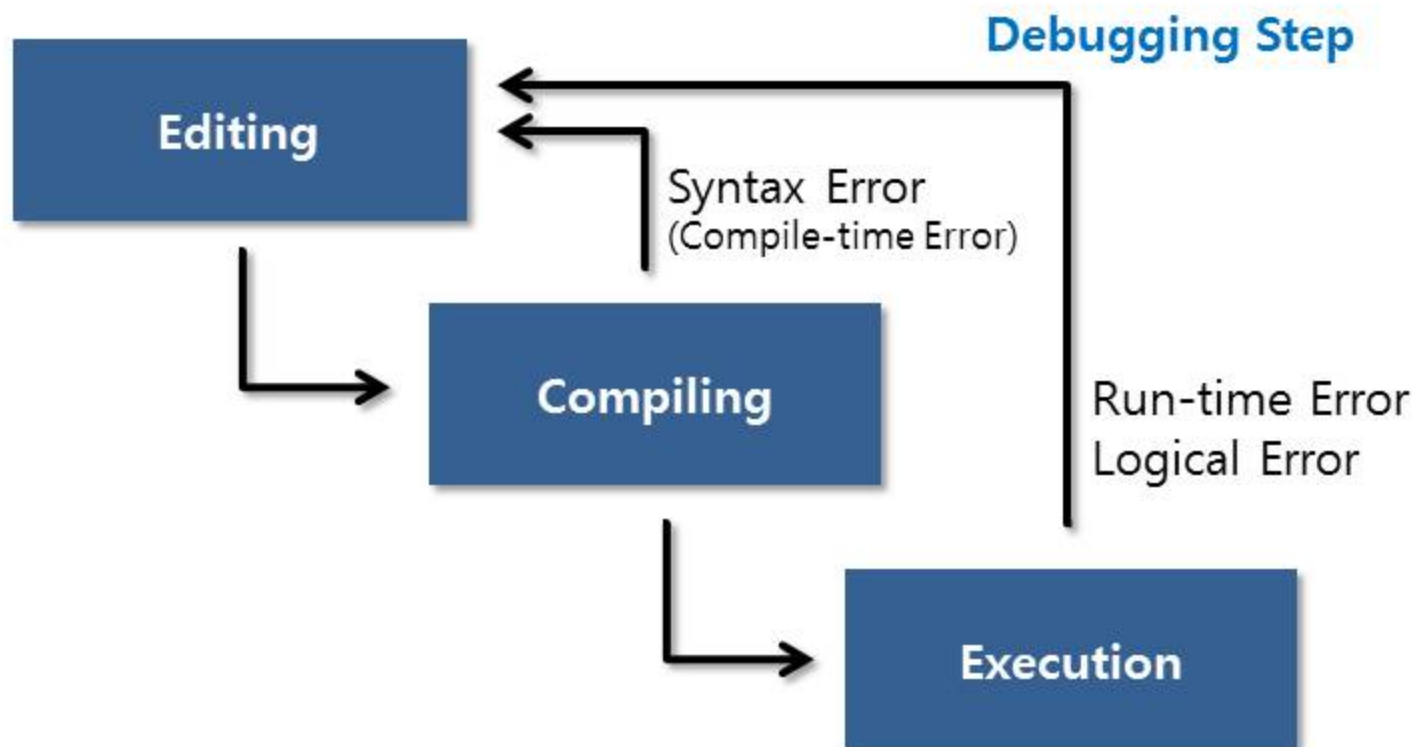 Debugging Step
Editing
Syntax Error
(Compile-time Error)
Compiling
Run-time Error
Logical Error
Execution